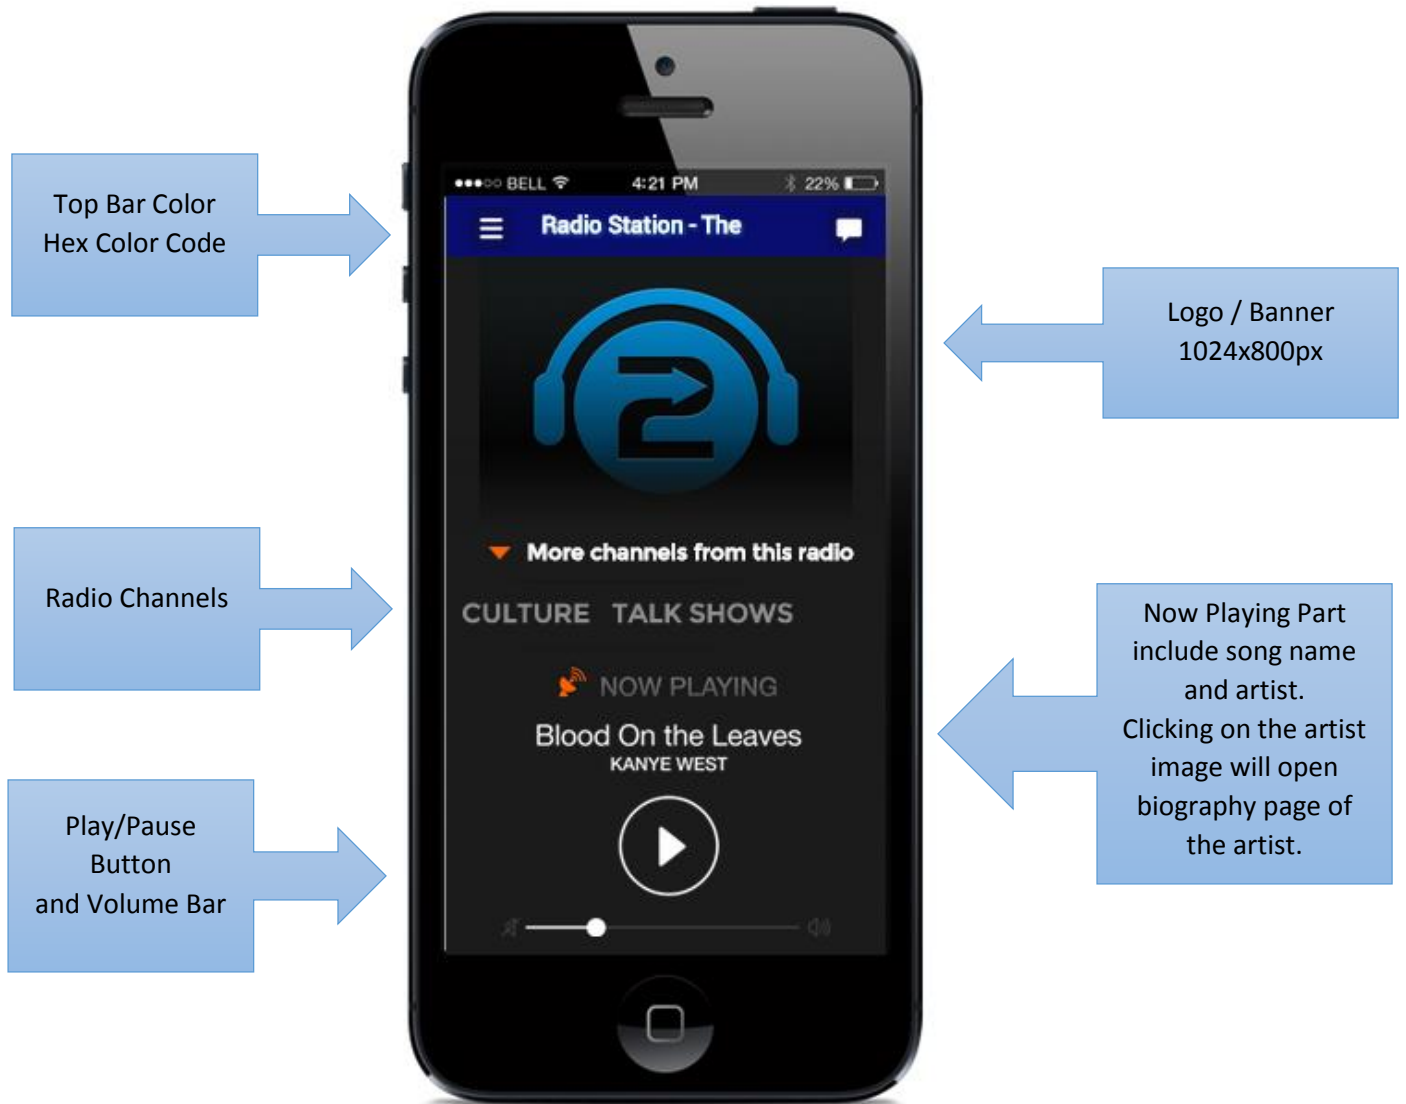 Top Bar Color
Hex Color Code
Radio Channels
Play/Pause
Button
and Volume Bar
BELL
4:21 PM
22%
Radio Station - The
2
More channels from this radio
CULTURE TALK SHOWS
NOW PLAYING
Blood On the Leaves
KANYE WEST
Logo / Banner
1024x800px
Now Playing Part
include song name
and artist.
Clicking on the artist
image will open
biography page of
the artist.